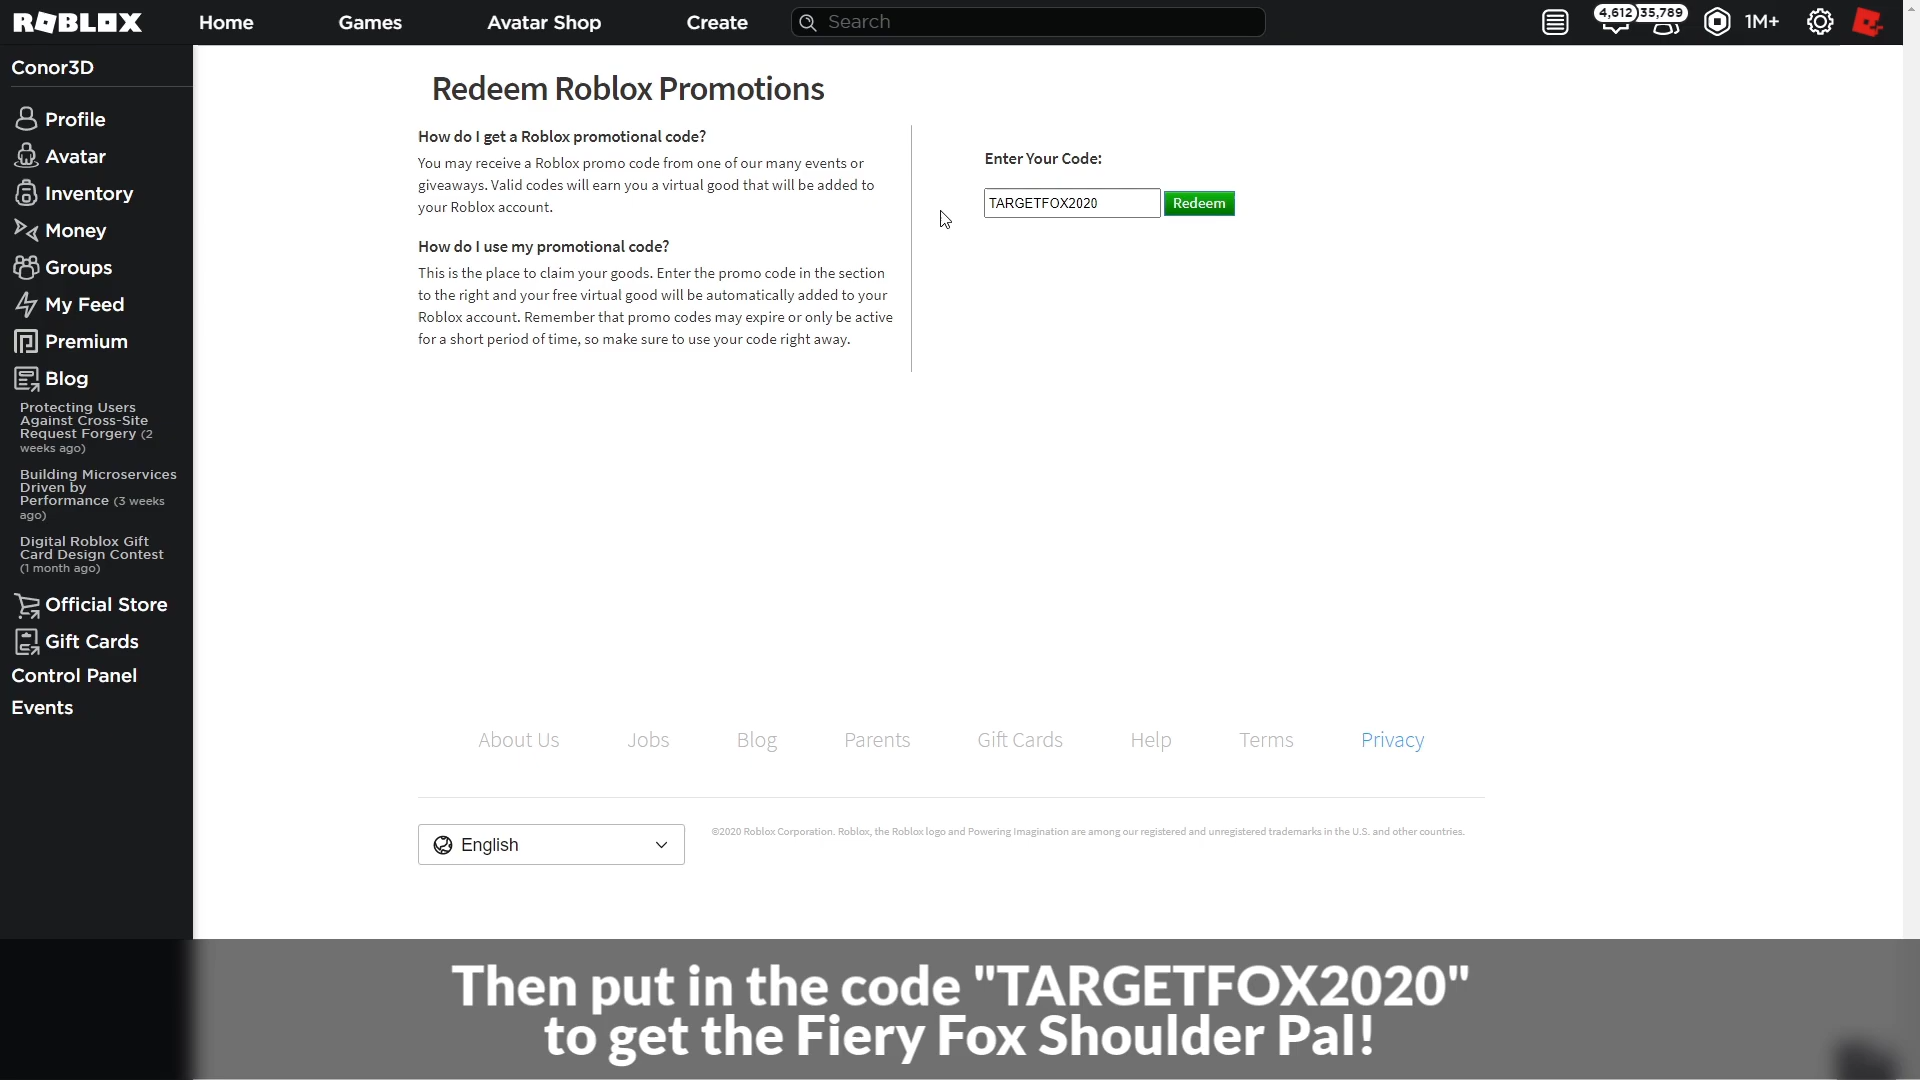 ROBLOX
Home
Games
Avatar Shop
Create
Search
4,612
35,789
1M+
Conor3D
Profile
Avatar
Inventory
Money
Groups
My Feed
Premium
Blog
Protecting Users
Against Cross-Site
Request Forgery (2
weeks ago)
Building Microservices
Driven by
Performance (3 weeks
ago)
Digital Roblox Gift
Card Design Contest
(1 month ago)
Official Store
Gift Cards
Control Panel
Events
Redeem Roblox Promotions
How do I get a Roblox promotional code?
You may receive a Roblox promo code from one of our many events or
giveaways. Valid codes will earn you a virtual good that will be added to
your Roblox account.
How do I use my promotional code?
This is the place to claim your goods. Enter the promo code in the section
to the right and your free virtual good will be automatically added to your
Roblox account. Remember that promo codes may expire or only be active
for a short period of time, so make sure to use your code right away.
Enter Your Code:
TARGETFOX2020
Redeem
About Us
Jobs
Blog
Parents
Gift Cards
Help
Terms
Privacy
English
©2020 Roblox Corporation. Roblox, the Roblox logo and Powering Imagination are among our registered and unregistered trademarks in the U.S. and other countries.
Then put in the code "TARGETFOX2020"
to get the Fiery Fox Shoulder Pal!